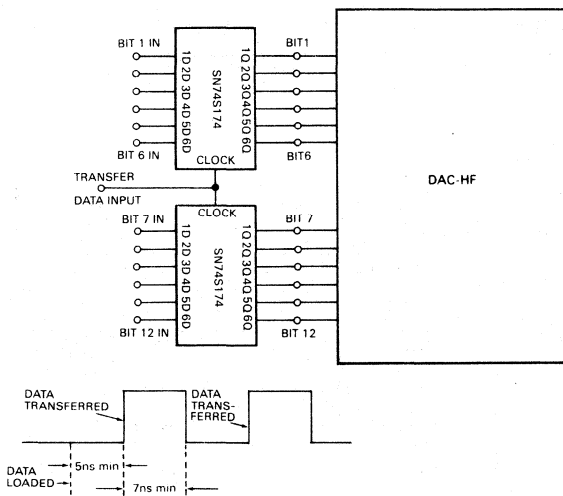 BIT 1 IN
1D 2D 3D 4D 5D 6D
SN74S174
1Q 2Q 3Q 4Q 5Q 6Q
BIT1
BIT 6 IN
BIT6
CLOCK
TRANSFER
DATA INPUT
DAC-HF
CLOCK
BIT 7 IN
1D 2D 3D 4D 5D 6D
SN74S174
1Q 2Q 3Q 4Q 5Q 6Q
BIT 7
BIT 12 IN
BIT 12
DATA
TRANSFERRED
DATA
TRANS-
FERRED
5ns min
DATA
LOADED
7ns min